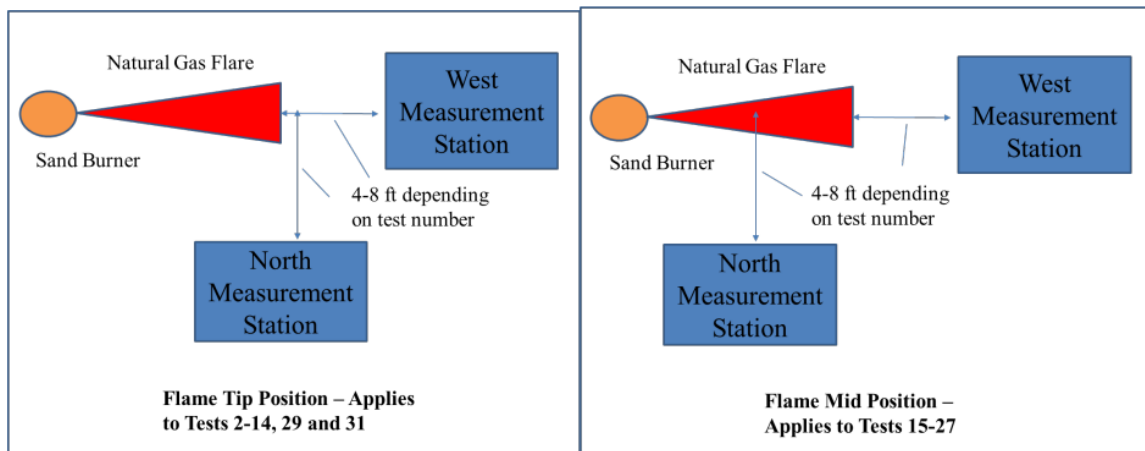 Natural Gas Flare
West
Measurement
Station
Sand Burner
4-8 ft depending
on test number
North
Measurement
Station
Flame Tip Position – Applies
to Tests 2-14, 29 and 31
Natural Gas Flare
West
Measurement
Station
Sand Burner
4-8 ft depending
on test number
North
Measurement
Station
Flame Mid Position –
Applies to Tests 15-27